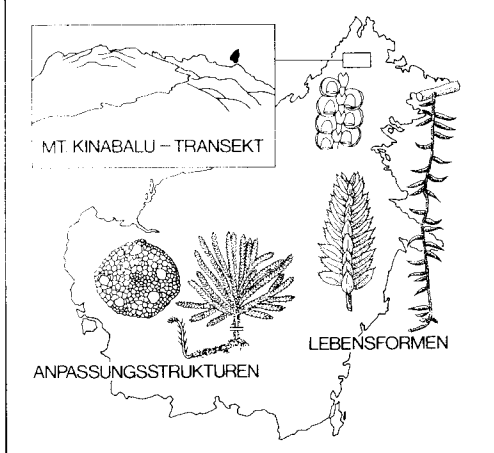 MT. KINABALU – TRANSEKT
LEBENSFORMEN
ANPASSUNGSSTRUKTUREN